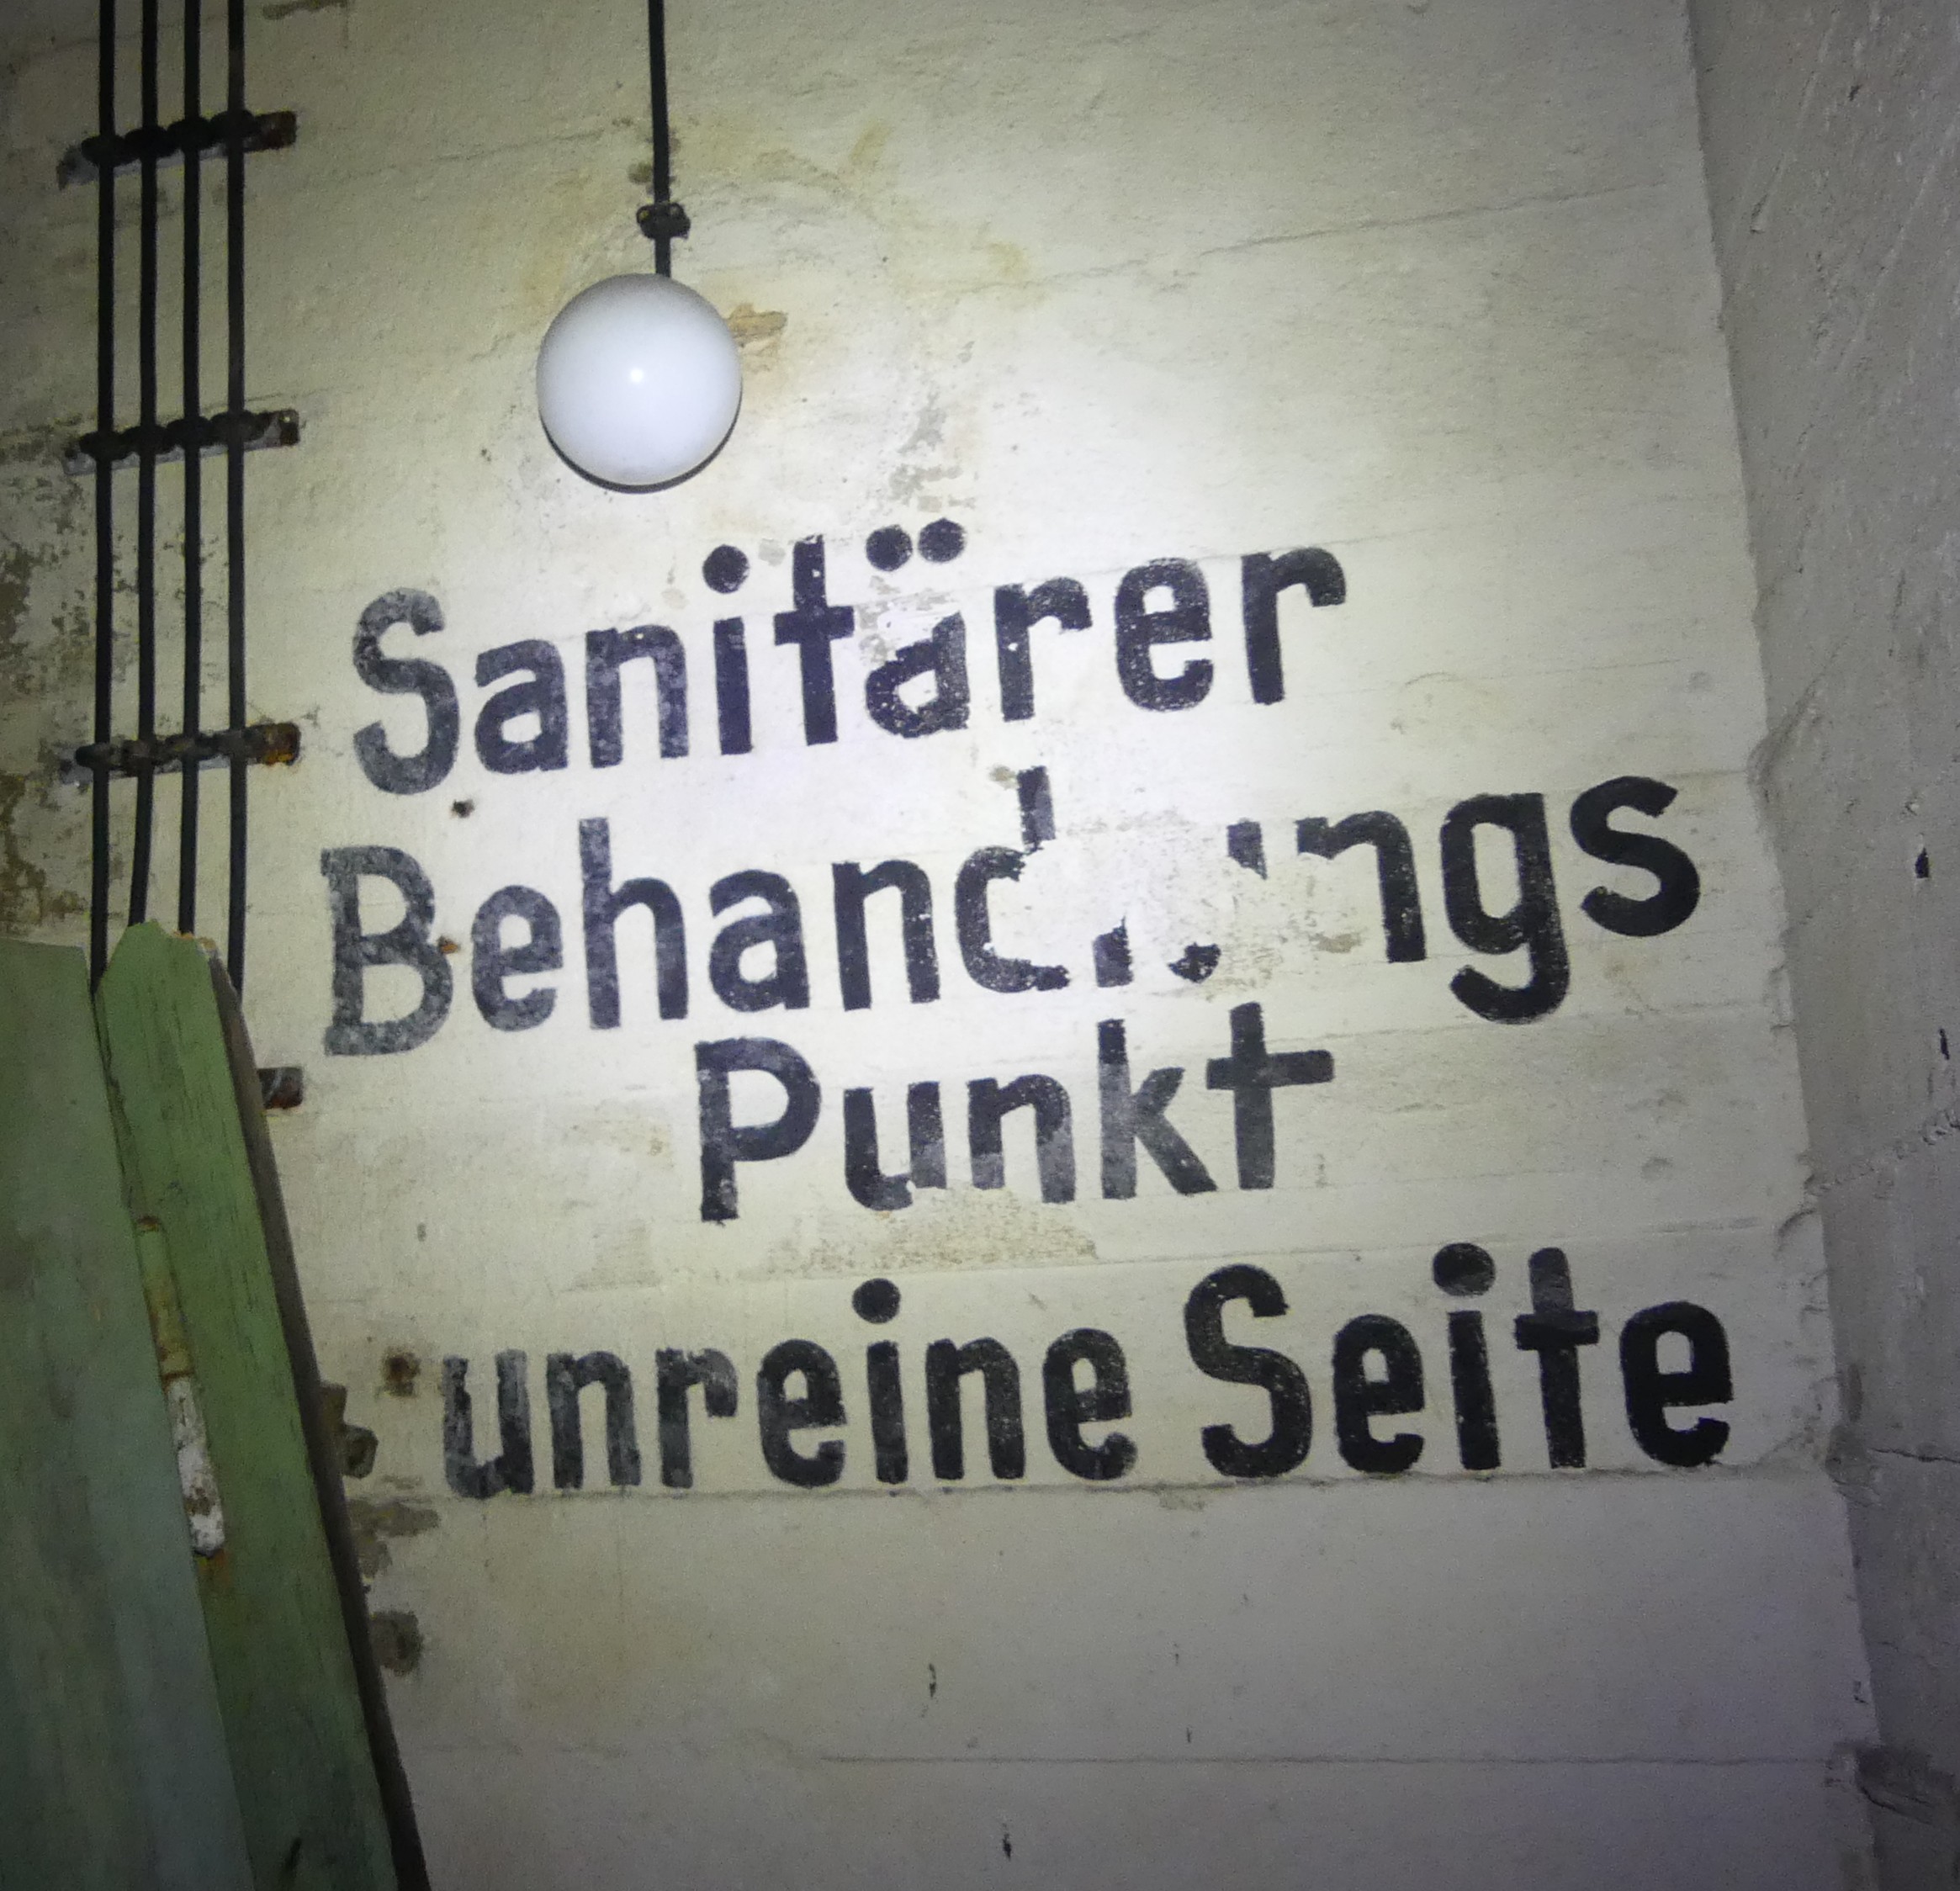 Sanitärer
Behandlungs
Punkt
unreine Seite